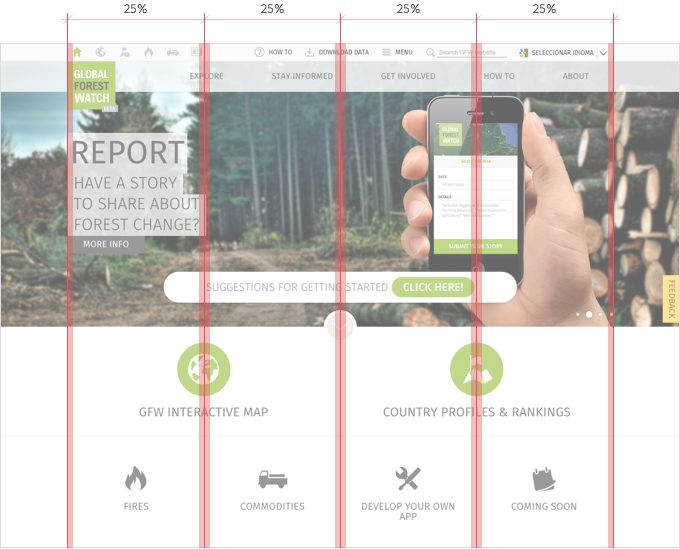 25% 25% 25% 25%
HOW TO DOWNLOAD DATA MENU Search GFW website SELECCIONAR IDIOMA
GLOBAL
FOREST
WATCH
BETA
EXPLORE STAY INFORMED GET INVOLVED HOW TO ABOUT
REPORT
HAVE A STORY
TO SHARE ABOUT
FOREST CHANGE?
MORE INFO
GLOBAL
FOREST
WATCH
DATE
DETAILS
SUBMIT YOUR STORY
SUGGESTIONS FOR GETTING STARTED CLICK HERE!
FEEDBACK
GFW INTERACTIVE MAP COUNTRY PROFILES & RANKINGS
FIRES COMMODITIES DEVELOP YOUR OWN COMING SOON
APP